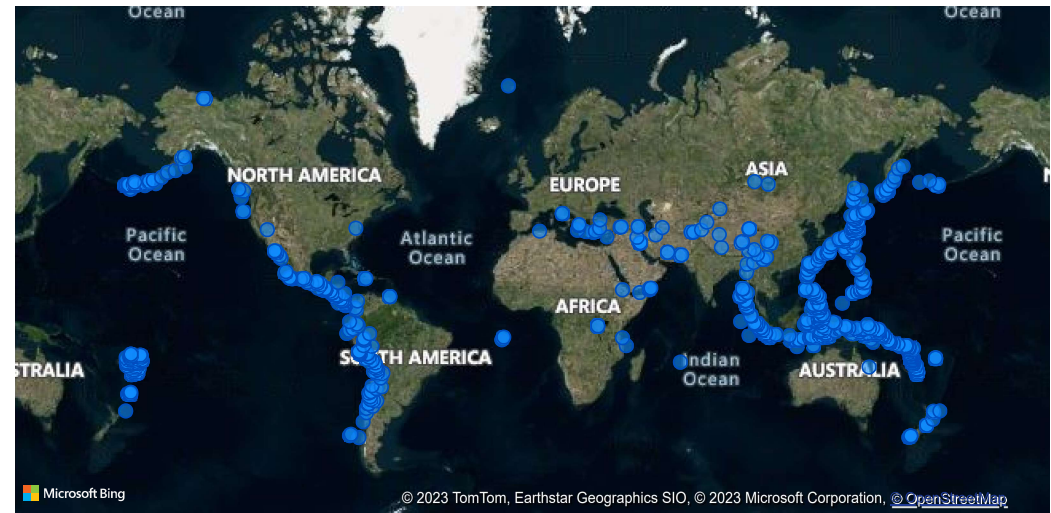 Ocean
Ocean
NORTH AMERICA
ASIA
EUROPE
Pacific
Ocean
Atlantic
Ocean
Pacific
Ocean
AFRICA
SOUTH AMERICA
Indian
Ocean
STRALIA
AUSTRALIA
N
Microsoft Bing
© 2023 TomTom, Earthstar Geographics SIO, © 2023 Microsoft Corporation, © OpenStreetMap